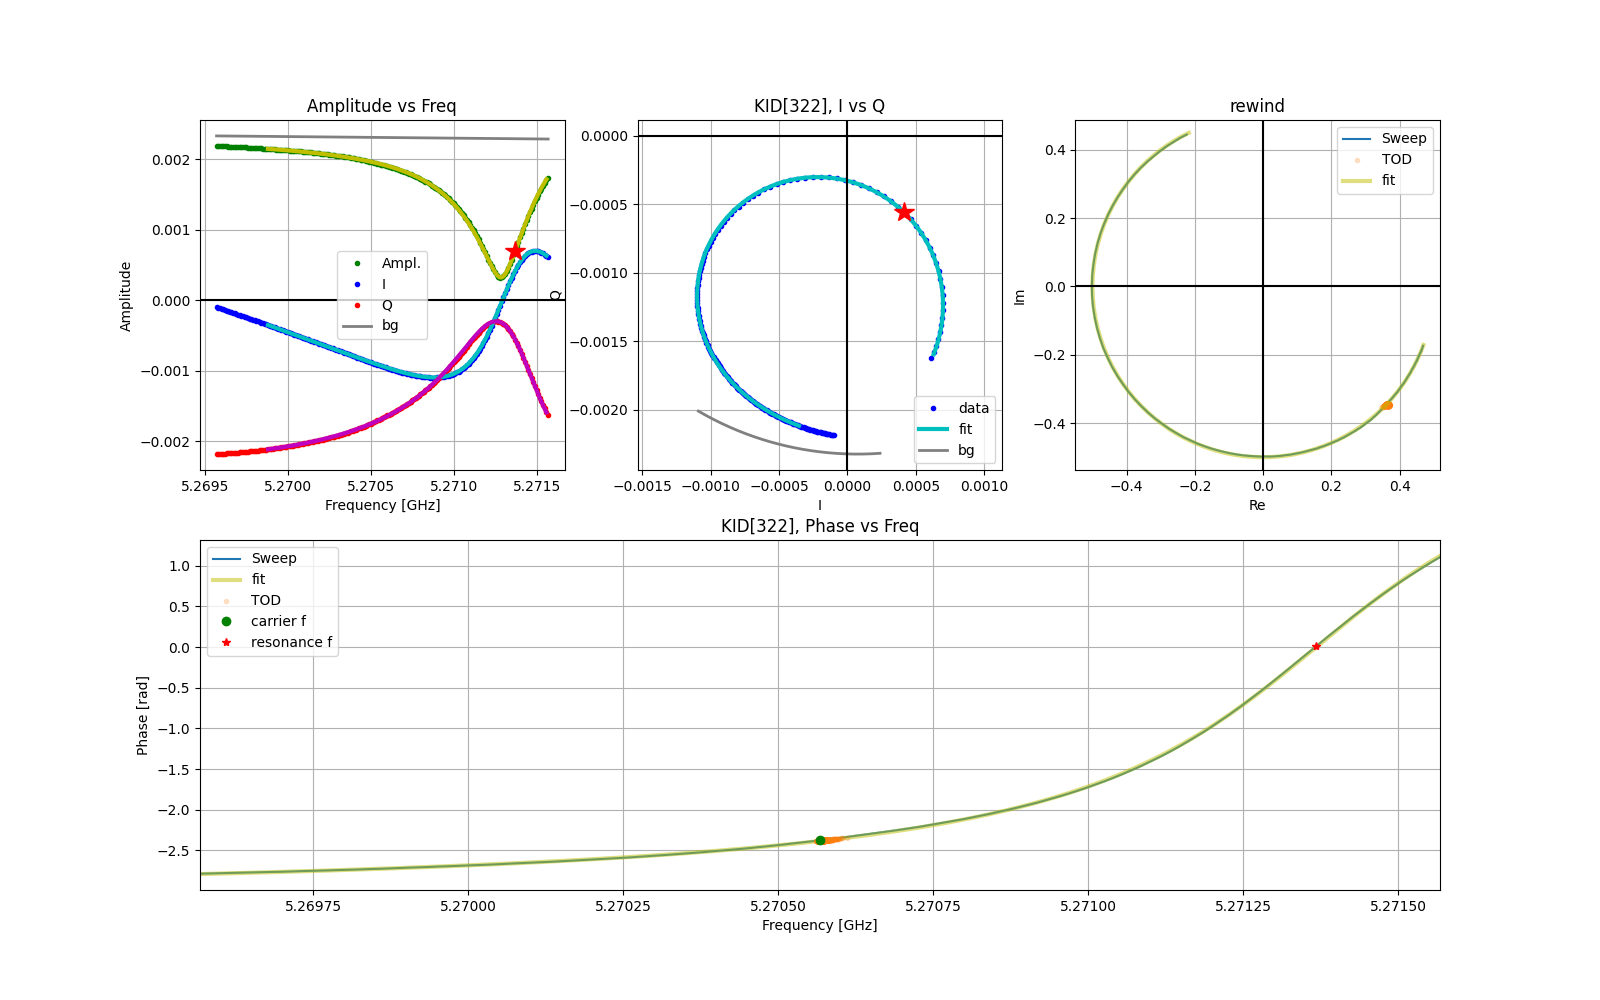 Amplitude vs Freq
Amplitude
0.002
0.001
0.000
−0.001
−0.002
Ampl.
I
Q
bg
5.2695 5.2700 5.2705 5.2710 5.2715
Frequency [GHz]
KID[322], I vs Q
Q
0.0000
−0.0005
−0.0010
−0.0015
−0.0020
data
fit
bg
−0.0015 −0.0010 −0.0005 0.0000 0.0005 0.0010
I
rewind
Im
0.4
0.2
0.0
−0.2
−0.4
Sweep
TOD
fit
−0.4 −0.2 0.0 0.2 0.4
Re
KID[322], Phase vs Freq
Phase [rad]
1.0
0.5
0.0
−0.5
−1.0
−1.5
−2.0
−2.5
Sweep
fit
TOD
carrier f
resonance f
5.26975 5.27000 5.27025 5.27050 5.27075 5.27100 5.27125 5.27150
Frequency [GHz]